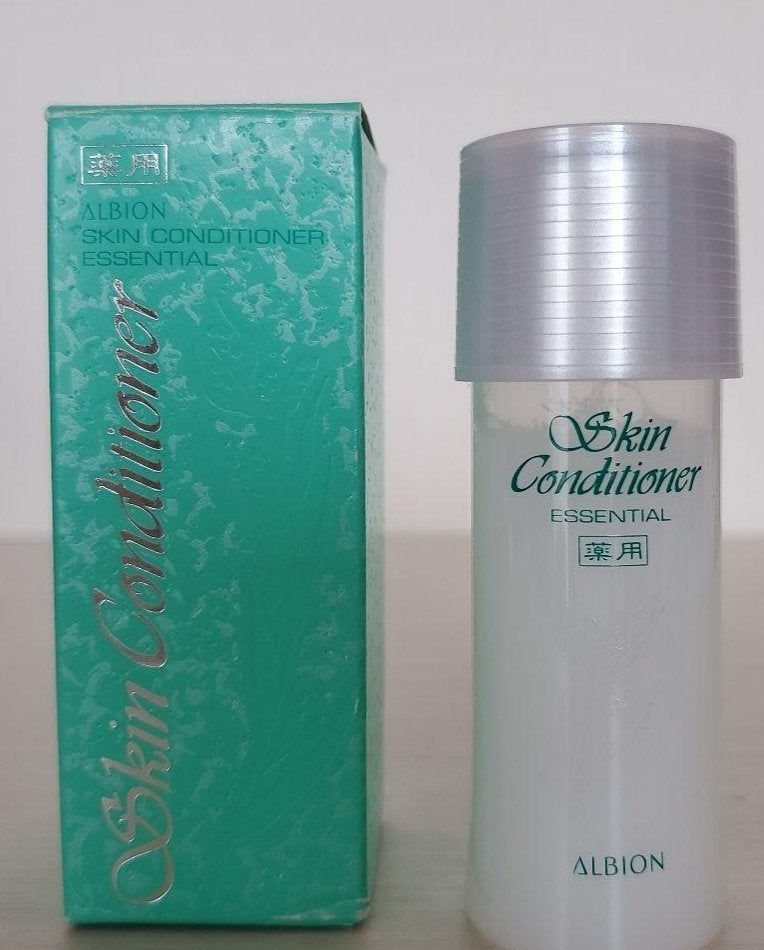 薬用
ALBION
SKIN CONDITIONER
ESSENTIAL
Skin Conditioner
Skin
Conditioner
ESSENTIAL
薬用
ALBION